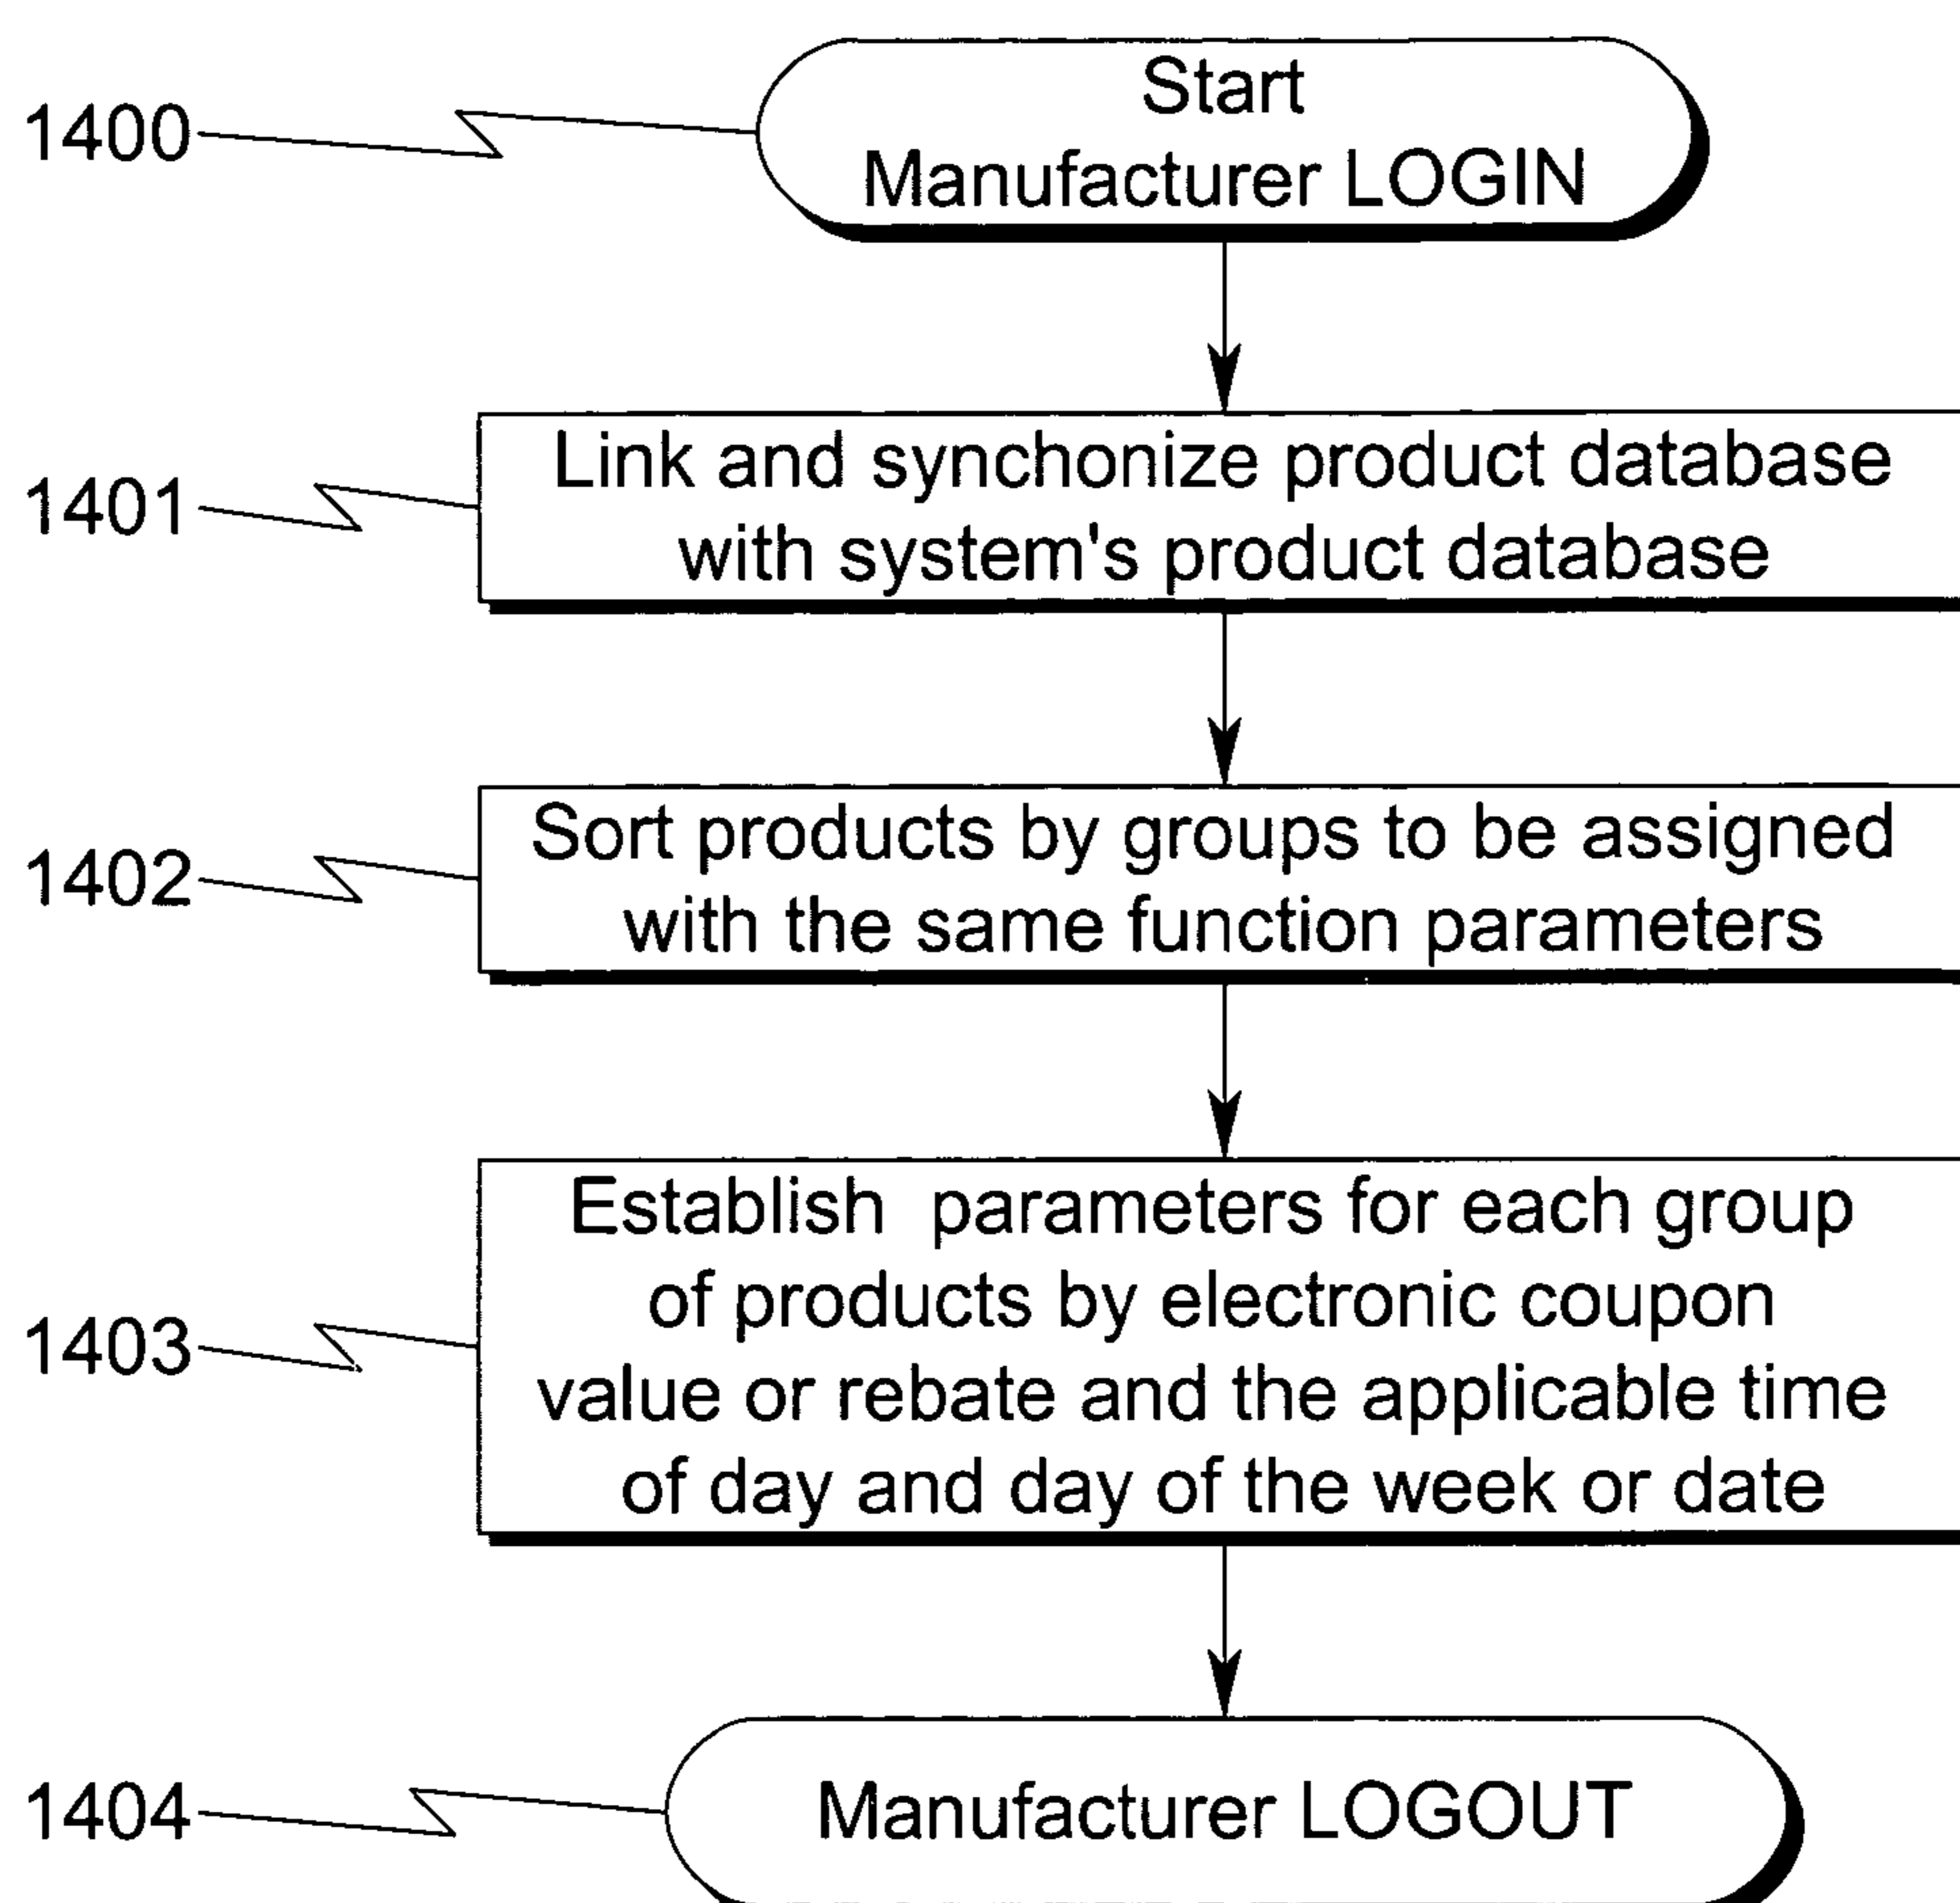 1400
Start
Manufacturer LOGIN
1401
Link and synchonize product database
with system's product database
1402
Sort products by groups to be assigned
with the same function parameters
1403
Establish parameters for each group
of products by electronic coupon
value or rebate and the applicable time
of day and day of the week or date
1404
Manufacturer LOGOUT